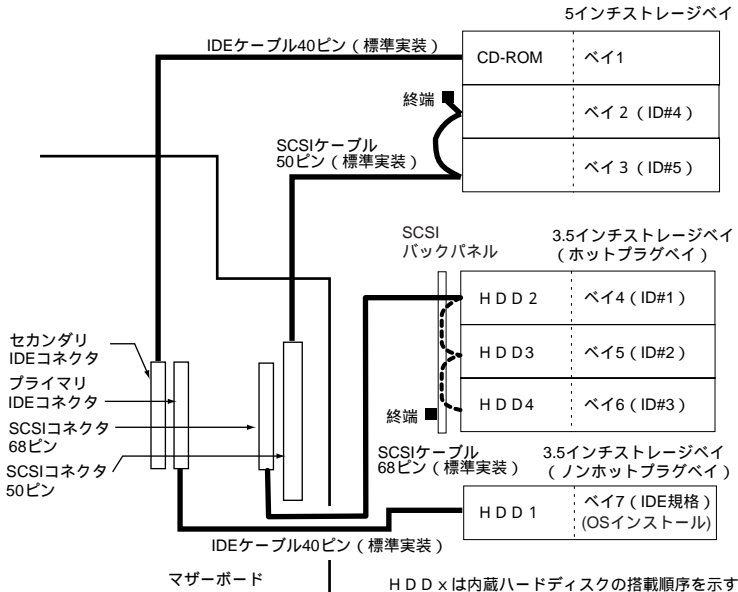 5インチストレージベイ
IDEケーブル40ピン（標準実装）
CD-ROM
ベイ1
終端
ベイ 2（ID#4）
SCSIケーブル
50ピン（標準実装）
ベイ 3（ID#5）
SCSI
バックパネル
3.5インチストレージベイ
（ホットプラグベイ）
ＨＤＤ2
ベイ4（ID#1）
ＨＤＤ3
ベイ5（ID#2）
ＨＤＤ4
ベイ6（ID#3）
終端
セカンダリ
IDEコネクタ
プライマリ
IDEコネクタ
SCSIコネクタ
68ピン
SCSIコネクタ
50ピン
SCSIケーブル
68ピン（標準実装）
3.5インチストレージベイ
（ノンホットプラグベイ）
ＨＤＤ1
ベイ7（IDE規格）
(OSインストール)
IDEケーブル40ピン（標準実装）
マザーボード
ＨＤＤｘは内蔵ハードディスクの搭載順序を示す